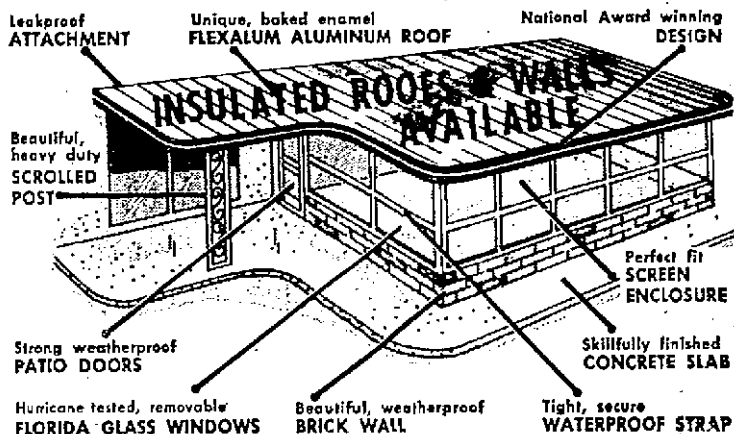 Leakproof
ATTACHMENT
Unique, baked enamel
FLEXALUM ALUMINUM ROOF
National Award winning
DESIGN
INSULATED ROOFS & WALLS
AVAILABLE
Beautiful,
heavy duty
SCROLLED
POST
Perfect fit
SCREEN
ENCLOSURE
Strong weatherproof
PATIO DOORS
Skillfully finished
CONCRETE SLAB
Hurricane tested, removable
FLORIDA GLASS WINDOWS
Beautiful, weatherproof
BRICK WALL
Tight, secure
WATERPROOF STRAP